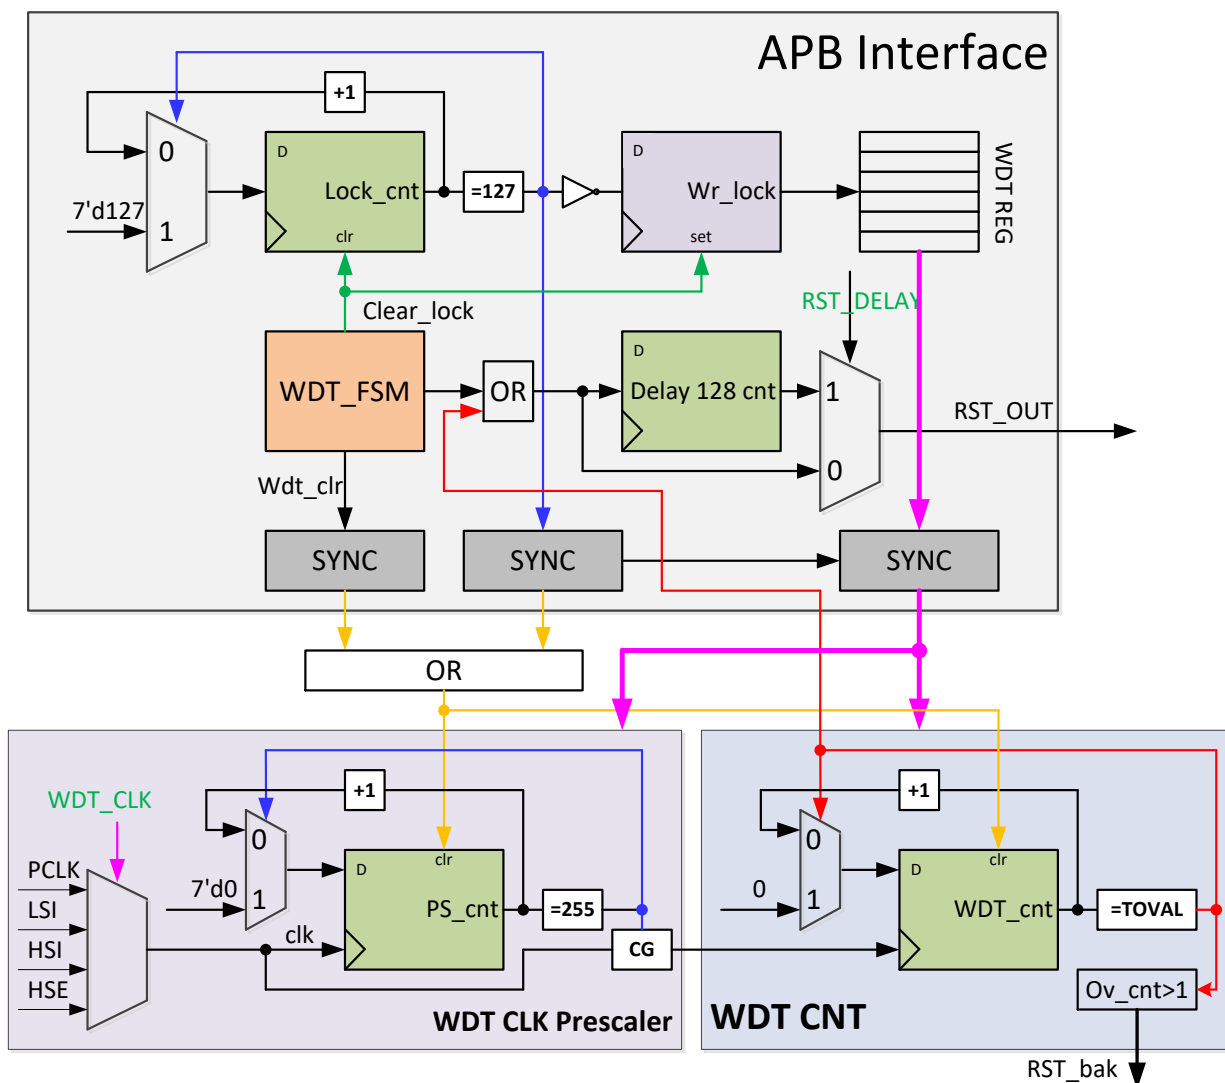 APB Interface
+1
0
D
Lock_cnt
=127
D
Wr_lock
WDT REG
7'd127
1
clr
set
Clear_lock
RST_DELAY
WDT_FSM
OR
D
Delay 128 cnt
1
RST_OUT
0
Wdt_clr
SYNC
SYNC
SYNC
OR
WDT_CLK
+1
+1
0
0
PCLK
LSI
HSI
HSE
7'd0
1
D
clr
PS_cnt
=255
clk
CG
0
1
D
clr
WDT_cnt
=TOVAL
Ov_cnt>1
WDT CLK Prescaler
WDT CNT
RST_bak